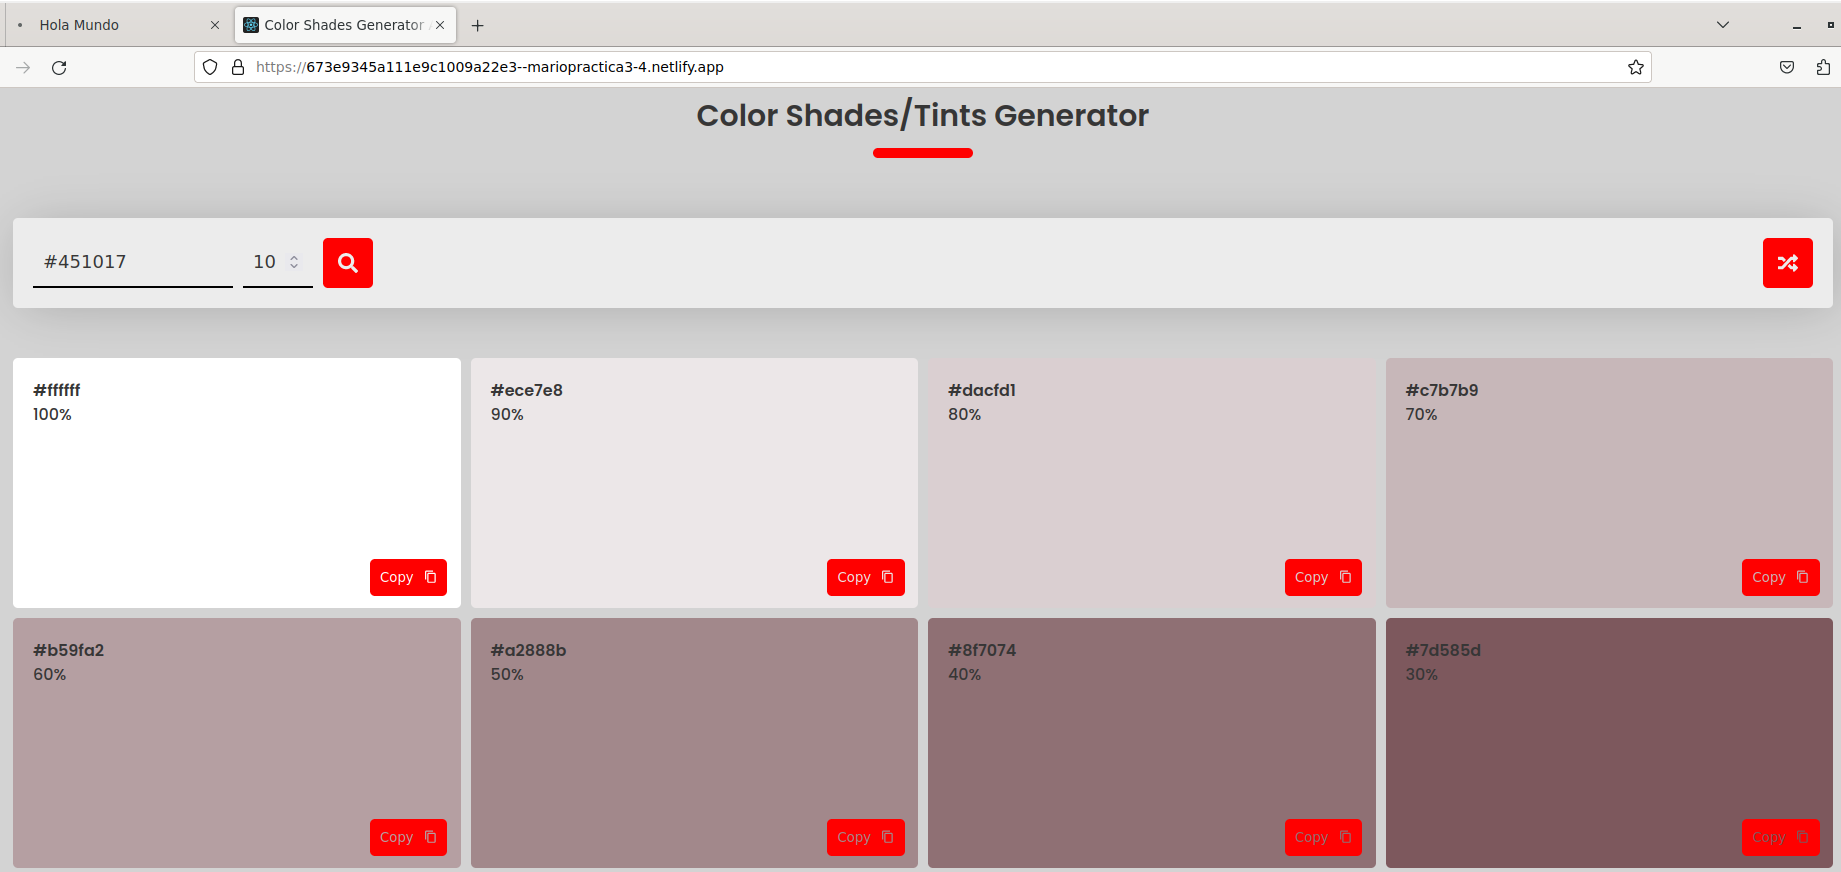 Hola Mundo
Color Shades Generator
https://673e9345a111e9c1009a22e3--mariopractica3-4.netlify.app
Color Shades/Tints Generator
#451017 10
#ffffff #ece7e8 #dacfd1 #c7b7b9
100% 90% 80% 70%
Copy Copy Copy Copy
#b59fa2 #a2888b #8f7074 #7d585d
60% 50% 40% 30%
Copy Copy Copy Copy